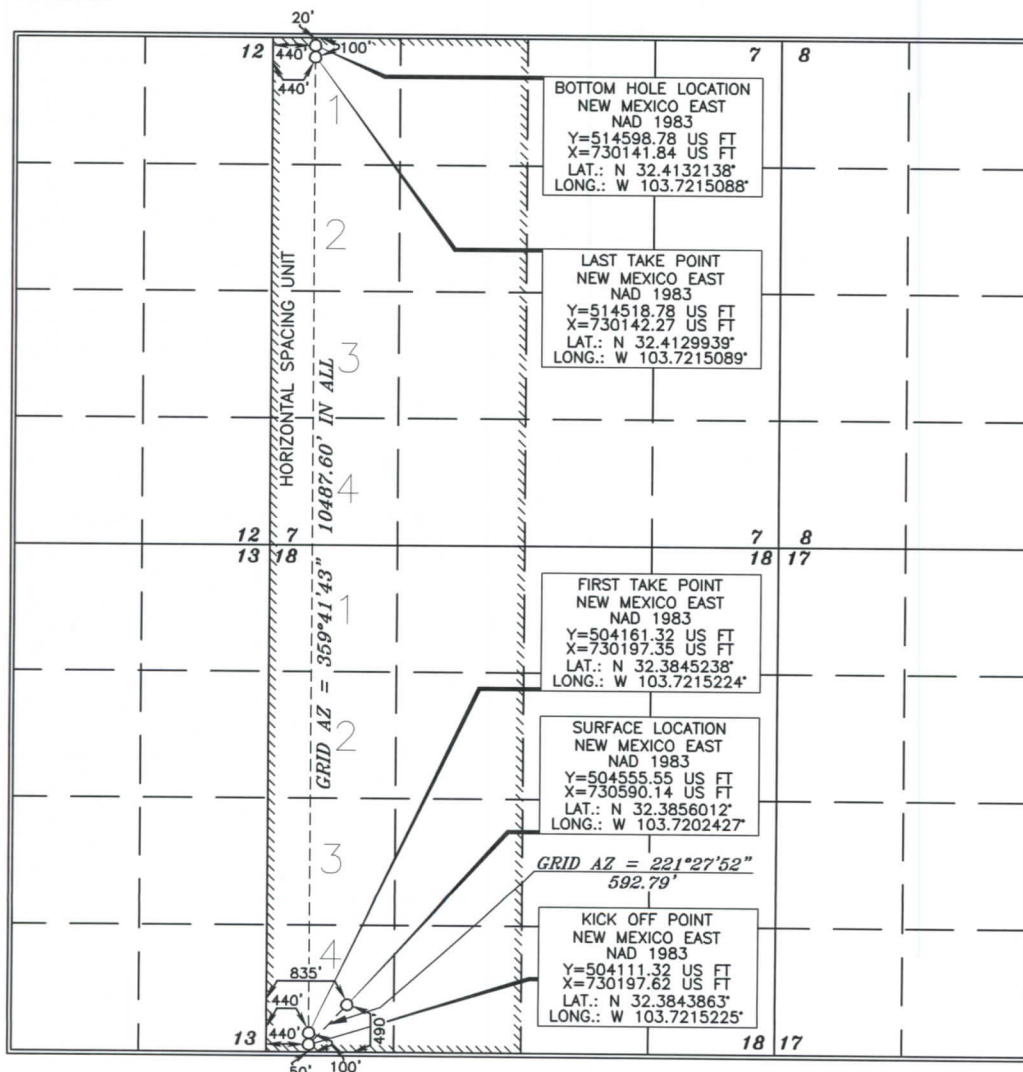 20'
12
440'
100'
7 8
440'
1
BOTTOM HOLE LOCATION
NEW MEXICO EAST
NAD 1983
Y=514598.78 US FT
X=730141.84 US FT
LAT.: N 32.4132138°
LONG.: W 103.7215088°
2
LAST TAKE POINT
NEW MEXICO EAST
NAD 1983
Y=514518.78 US FT
X=730142.27 US FT
LAT.: N 32.4129939°
LONG.: W 103.7215089°
HORIZONTAL SPACING UNIT
3
GRID AZ = 359°41'43" 10487.60' IN ALL
4
12 7
7 8
13 18
18 17
FIRST TAKE POINT
NEW MEXICO EAST
NAD 1983
Y=504161.32 US FT
X=730197.35 US FT
LAT.: N 32.3845238°
LONG.: W 103.7215224°
1
2
SURFACE LOCATION
NEW MEXICO EAST
NAD 1983
Y=504555.55 US FT
X=730590.14 US FT
LAT.: N 32.3856012°
LONG.: W 103.7202427°
3
GRID AZ = 221°27'52"
592.79'
KICK OFF POINT
NEW MEXICO EAST
NAD 1983
Y=504111.32 US FT
X=730197.62 US FT
LAT.: N 32.3843863°
LONG.: W 103.7215225°
4
835'
440'
490'
13
440'
18 17
50'
100'